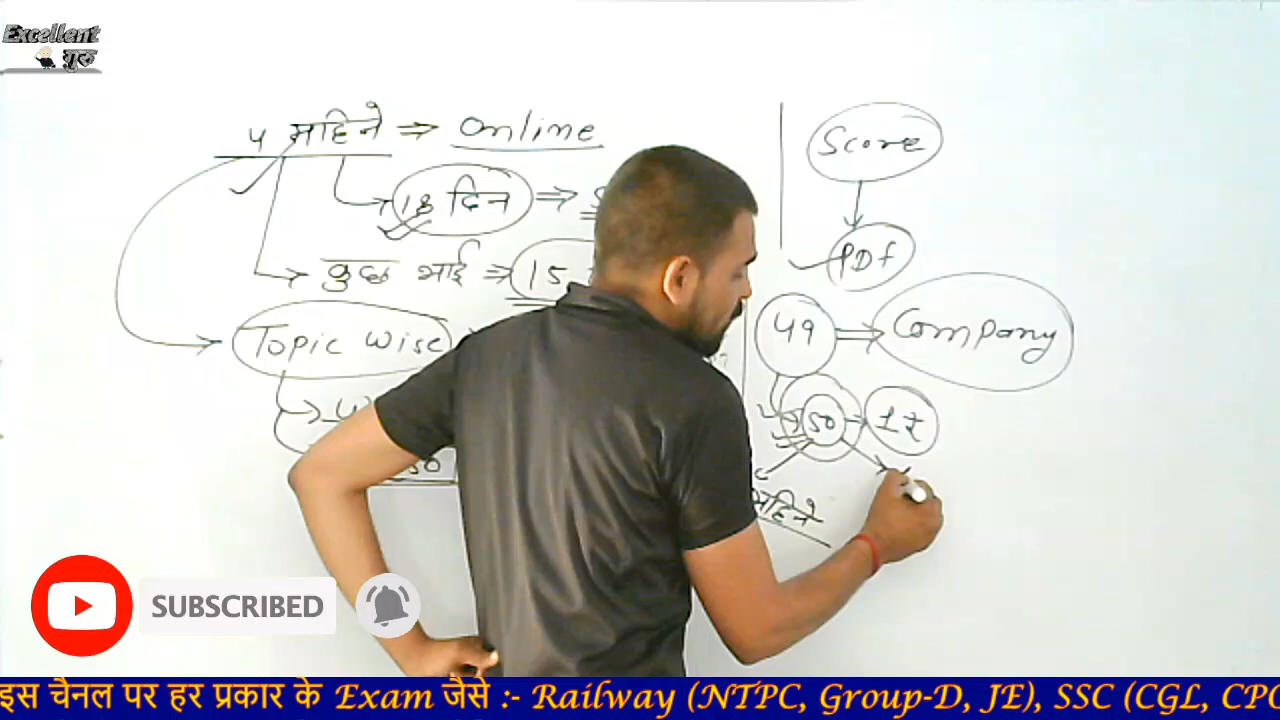 Excellent
गुरु
4 महिने ⇒ Online
18 दिन ⇒
कुछ भाई ⇒ 15
Topic wise
50
Score
PDF
49 ⇒ Company
50 → 1₹
महिने
SUBSCRIBED
इस चैनल पर हर प्रकार के Exam जैसे :- Railway (NTPC, Group-D, JE), SSC (CGL, CPO